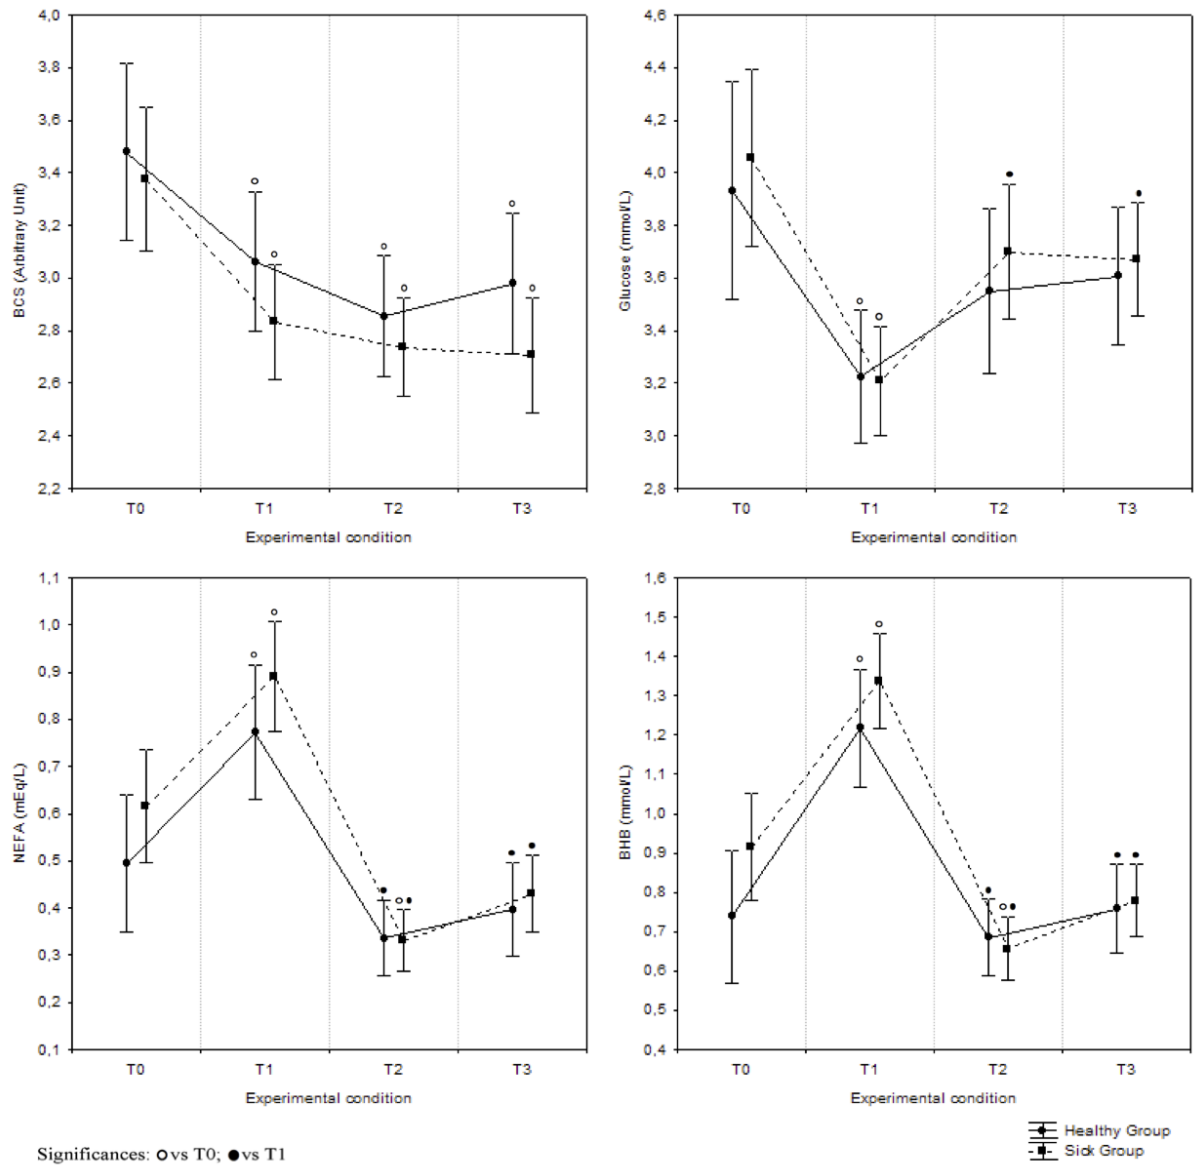 BCS (Arbitrary Unit)
4,0
3,8
3,6
3,4
3,2
3,0
2,8
2,6
2,4
2,2
T0 T1 T2 T3
Experimental condition
Glucose (mmol/L)
4,6
4,4
4,2
4,0
3,8
3,6
3,4
3,2
3,0
2,8
T0 T1 T2 T3
Experimental condition
NEFA (mEq/L)
1,1
1,0
0,9
0,8
0,7
0,6
0,5
0,4
0,3
0,2
0,1
T0 T1 T2 T3
Experimental condition
BHB (mmol/L)
1,6
1,5
1,4
1,3
1,2
1,1
1,0
0,9
0,8
0,7
0,6
0,5
0,4
T0 T1 T2 T3
Experimental condition
Healthy Group
Sick Group
Significances: o vs T0; ● vs T1